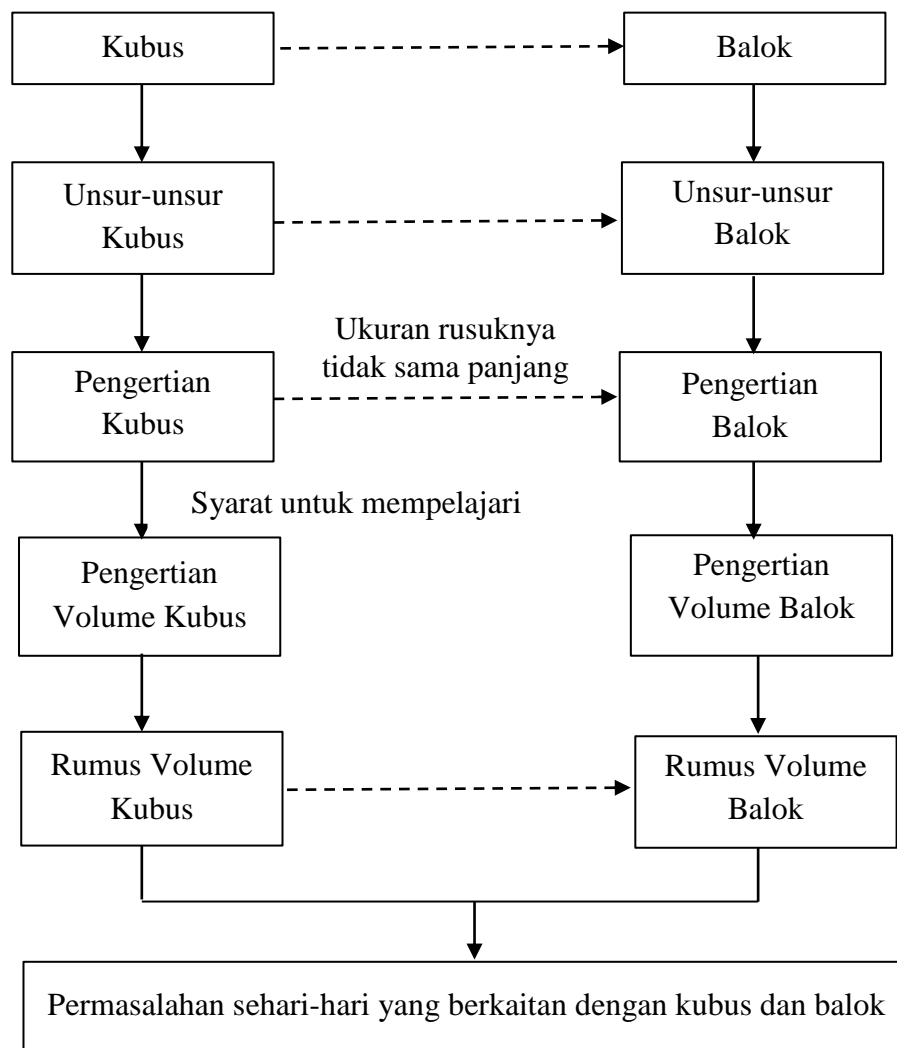 Kubus
Balok
Unsur-unsur
Kubus
Unsur-unsur
Balok
Ukuran rusuknya
tidak sama panjang
Pengertian
Kubus
Pengertian
Balok
Syarat untuk mempelajari
Pengertian
Volume Kubus
Pengertian
Volume Balok
Rumus Volume
Kubus
Rumus Volume
Balok
Permasalahan sehari-hari yang berkaitan dengan kubus dan balok